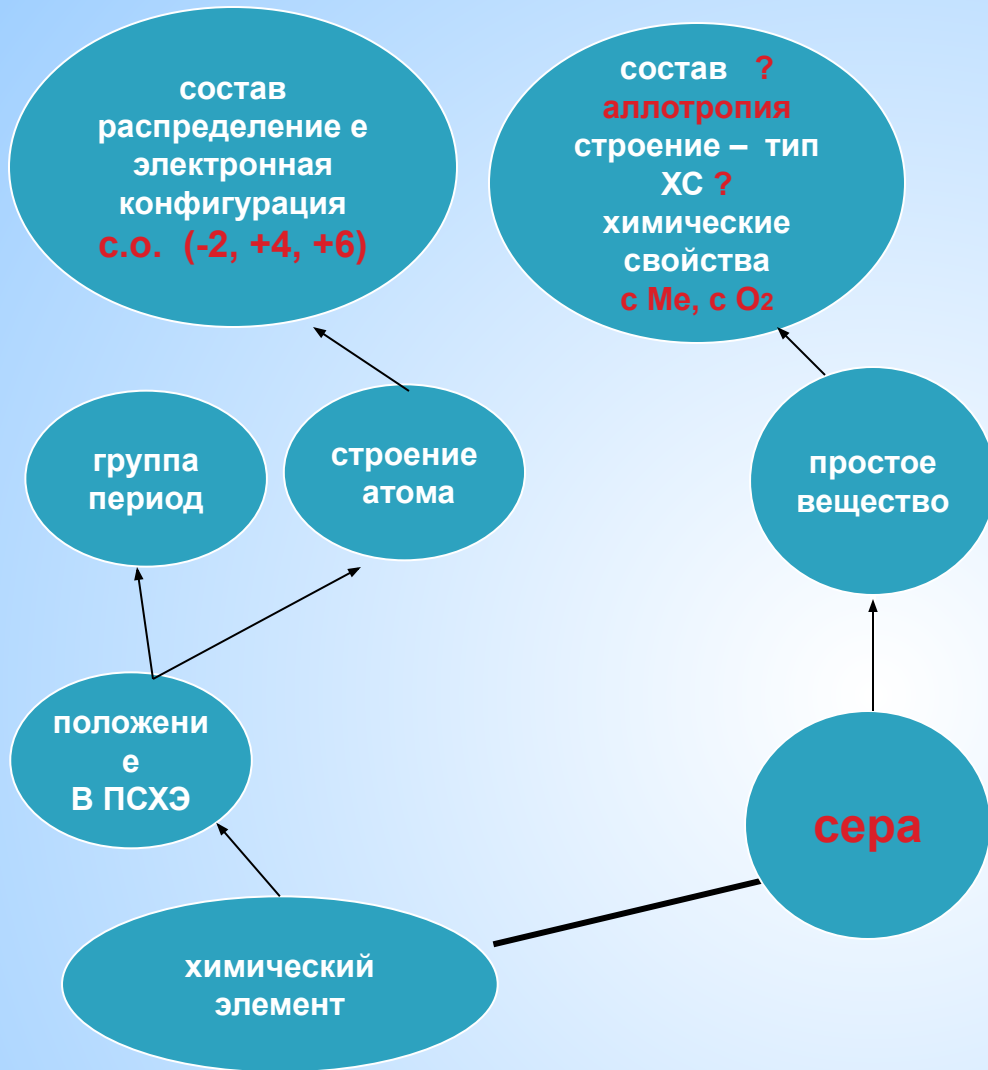 состав
распределение е
электронная
конфигурация
с.о. (-2, +4, +6)
состав ?
аллотропия
строение – тип
ХС ?
химические
свойства
с Ме, с О2
группа
период
строение
атома
простое
вещество
положени
е
В ПСХЭ
сера
химический
элемент